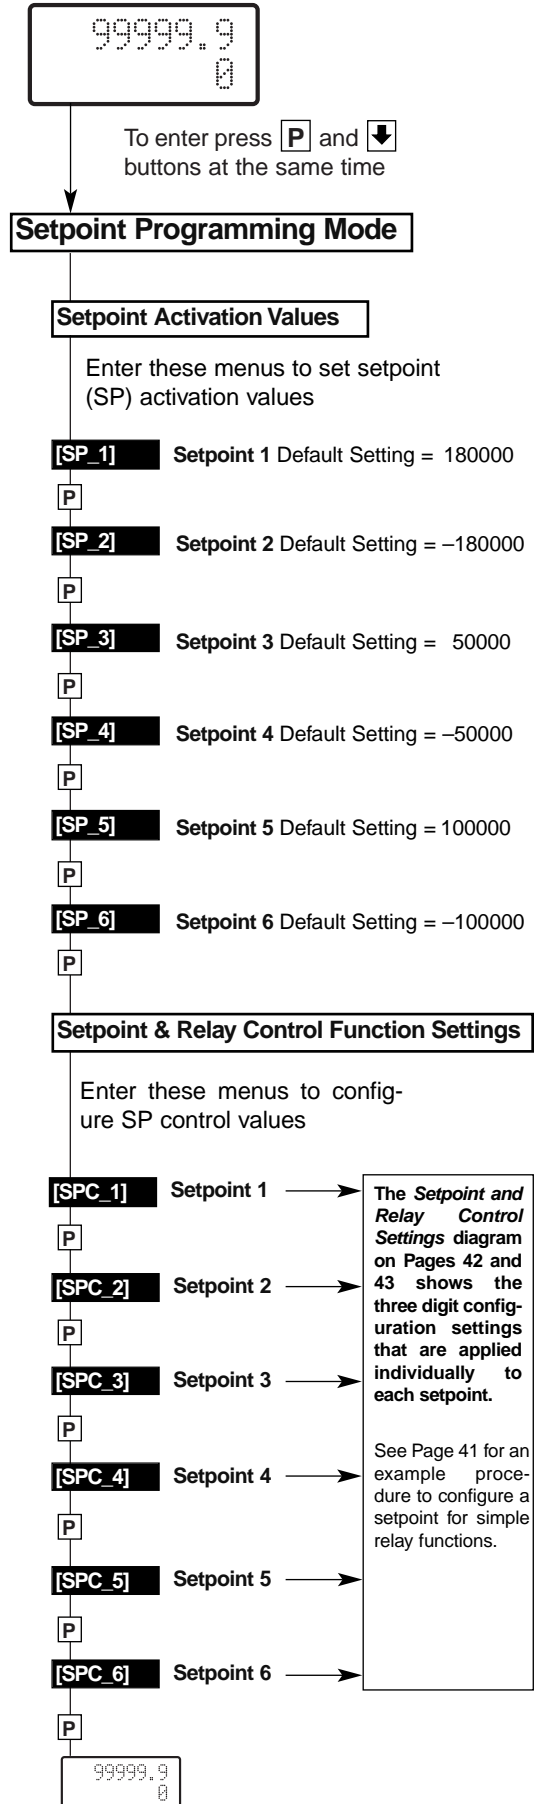 99999.9
0
To enter press P and
buttons at the same time
Setpoint Programming Mode
Setpoint Activation Values
Enter these menus to set setpoint
(SP) activation values
[SP_1] Setpoint 1 Default Setting = 180000
P
[SP_2] Setpoint 2 Default Setting = –180000
P
[SP_3] Setpoint 3 Default Setting = 50000
P
[SP_4] Setpoint 4 Default Setting = –50000
P
[SP_5] Setpoint 5 Default Setting = 100000
P
[SP_6] Setpoint 6 Default Setting = –100000
P
Setpoint & Relay Control Function Settings
Enter these menus to config-
ure SP control values
[SPC_1] Setpoint 1
P
[SPC_2] Setpoint 2
P
[SPC_3] Setpoint 3
P
[SPC_4] Setpoint 4
P
[SPC_5] Setpoint 5
P
[SPC_6] Setpoint 6
P
The Setpoint and
Relay Control
Settings diagram
on Pages 42 and
43 shows the
three digit config-
uration settings
that are applied
individually to
each setpoint.
See Page 41 for an
example proce-
dure to configure a
setpoint for simple
relay functions.
99999.9
0